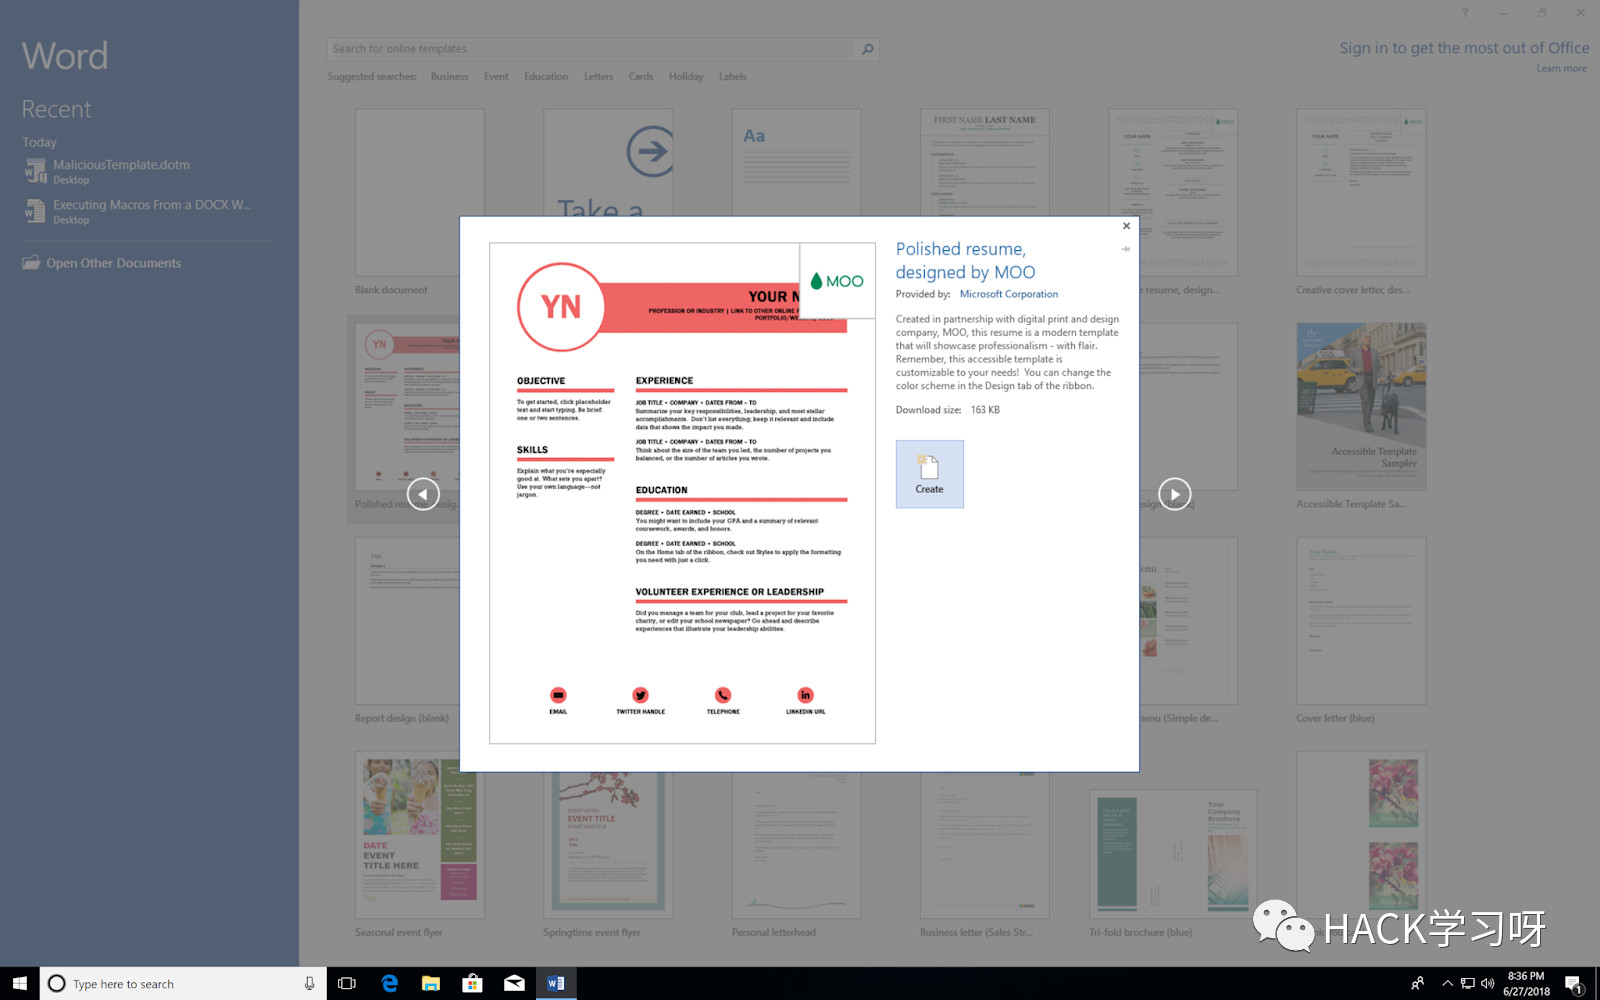 Word
Recent
Today
MaliciousTemplate.dotm
Desktop
Executing Macros From a DOCX W...
Desktop
Open Other Documents
Search for online templates
Suggested searches: Business Event Education Letters Cards Holiday Labels
?
Sign in to get the most out of Office
Learn more
Take a
Aa
FIRST NAME LAST NAME
YOUR NAME
MOO
YOUR NAME
MOO
Blank document
resume, design...
Creative cover letter, des...
YN
Polished resume, desig...
Accessible Template
Sampler
Accessible Template Sa...
YN
YOUR N
PROFESSION OR INDUSTRY | LINK TO OTHER ONLINE
MOO
OBJECTIVE
To get started, click placeholder
text and start typing. Be brief:
one or two sentences.
SKILLS
Explain what you're especially
good at. What sets you apart?
Use your own language—not
jargon.
EXPERIENCE
JOB TITLE • COMPANY • DATES FROM – TO
Summarize your key responsibilities, leadership, and most stellar
accomplishments. Don't list everything; keep it relevant and include
data that shows the impact you made.
JOB TITLE • COMPANY • DATES FROM – TO
Think about the size of the team you led, the number of projects you
balanced, or the number of articles you wrote.
EDUCATION
DEGREE • DATE EARNED • SCHOOL
You might want to include your GPA and a summary of relevant
coursework, awards, and honors.
DEGREE • DATE EARNED • SCHOOL
On the Home tab of the ribbon, check out Styles to apply the formatting
you need with just a click.
VOLUNTEER EXPERIENCE OR LEADERSHIP
Did you manage a team for your club, lead a project for your favorite
charity, or edit your school newspaper? Go ahead and describe
experiences that illustrate your leadership abilities.
EMAIL
TWITTER HANDLE
TELEPHONE
LINKEDIN URL
Polished resume,
designed by MOO
Provided by: Microsoft Corporation
Created in partnership with digital print and design
company, MOO, this resume is a modern template
that will showcase professionalism - with flair.
Remember, this accessible template is
customizable to your needs! You can change the
color scheme in the Design tab of the ribbon.
Download size: 163 KB
Create
Title
Report design (blank)
enu (Simple de...
Cover letter (blue)
DATE
EVENT
TITLE HERE
EVENT TITLE
Your
Company
Brochure
Seasonal event flyer
Springtime event flyer
Personal letterhead
Business letter (Sales Str...
Tri-fold brochure (blue)
HACK学习呀
Type here to search
8:36 PM
6/27/2018
1